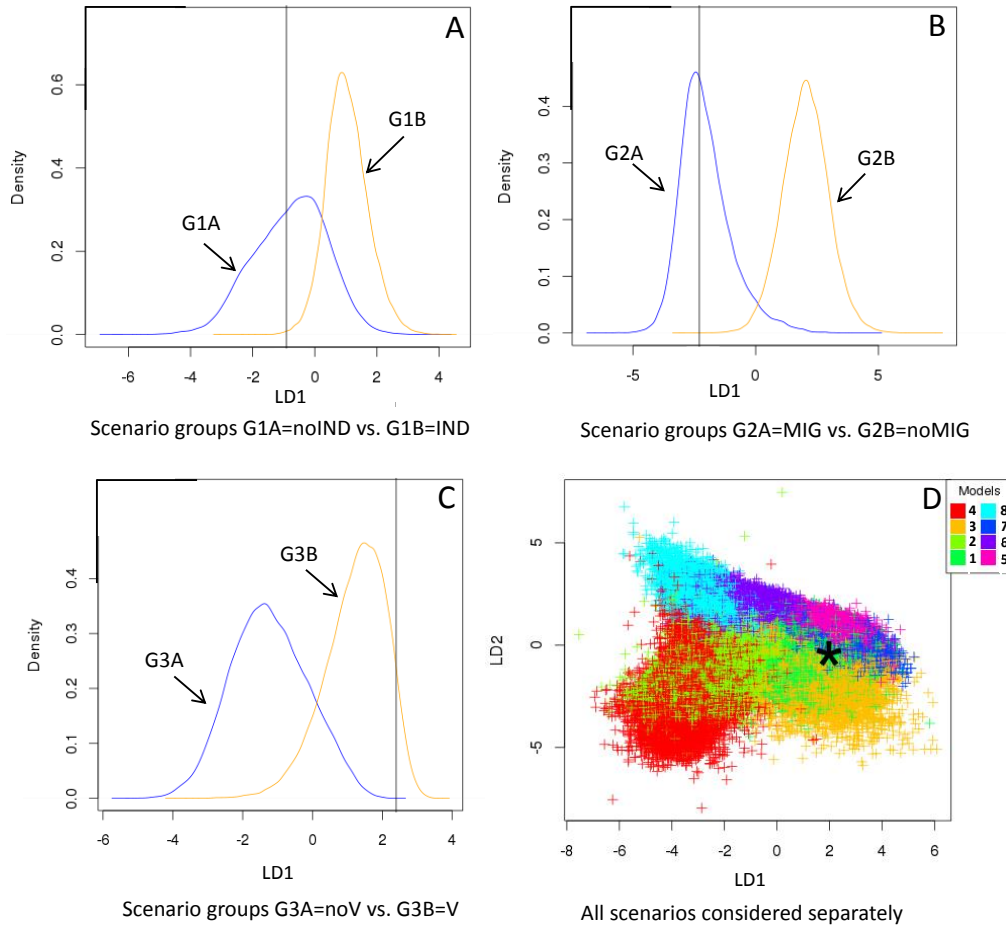 A
Density
0.0
0.2
0.4
0.6
G1A
G1B
-6
-4
-2
0
2
4
LD1
Scenario groups G1A=noIND vs. G1B=IND
B
Density
0.0
0.1
0.2
0.3
0.4
G2A
G2B
-5
0
5
LD1
Scenario groups G2A=MIG vs. G2B=noMIG
C
Density
0.0
0.1
0.2
0.3
0.4
G3A
G3B
-6
-4
-2
0
2
4
LD1
Scenario groups G3A=noV vs. G3B=V
D
Models
4 8
3 7
2 6
1 5
LD2
5
0
-5
*
-8
-6
-4
-2
0
2
4
6
LD1
All scenarios considered separately